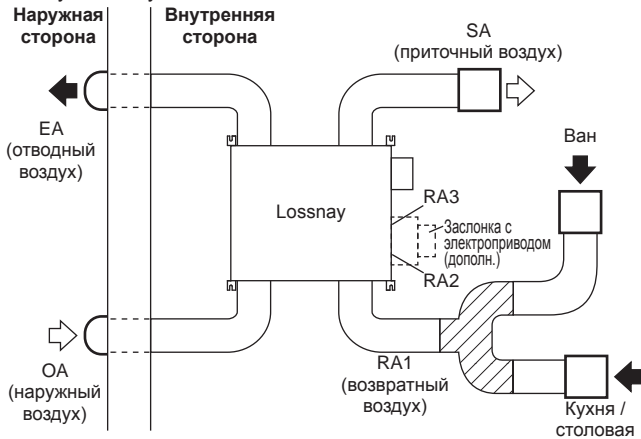 Наружная
сторона
Внутренняя
сторона
SA
(приточный воздух)
EA
(отводный
воздух)
Ван
Lossnay
RA3
Заслонка с
электроприводом
(дополн.)
RA2
OA
(наружный
воздух)
RA1
(возвратный
воздух)
Кухня /
столовая